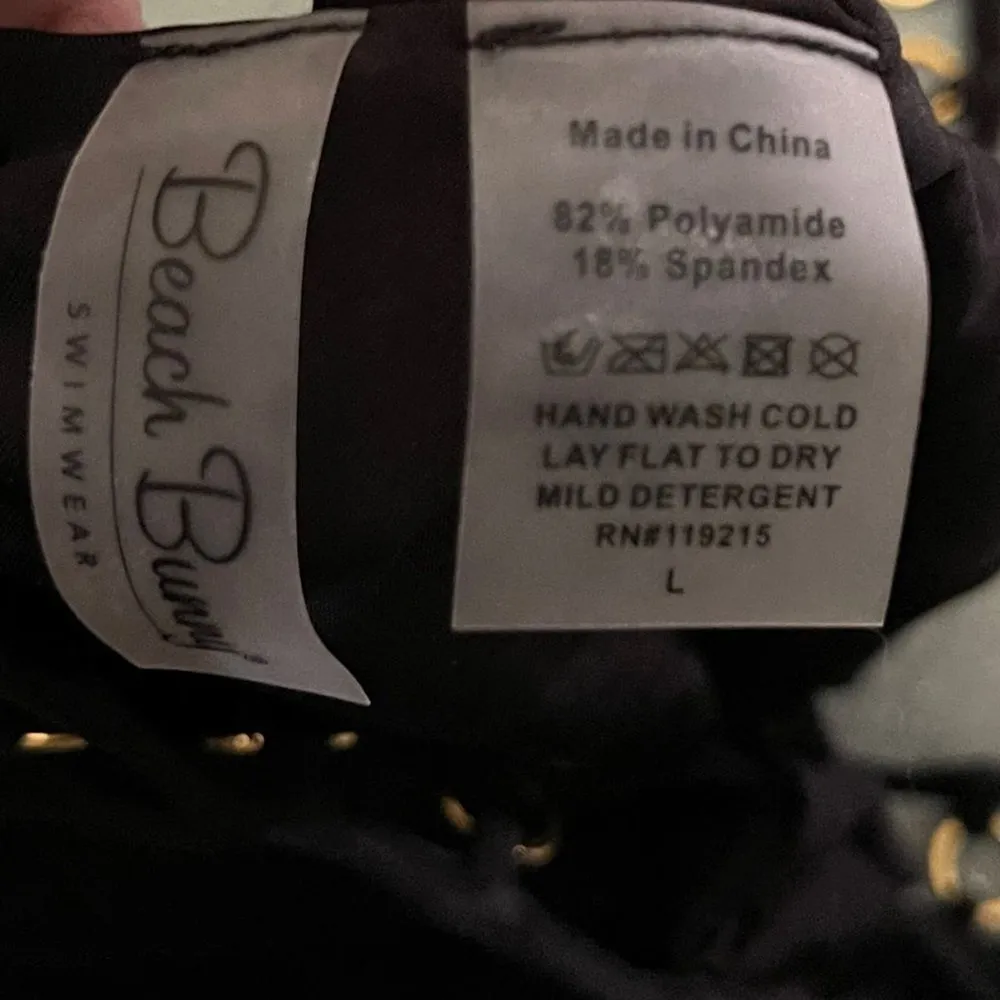 Beach Bunny
SWIMWEAR
Made in China
82% Polyamide
18% Spandex
HAND WASH COLD
LAY FLAT TO DRY
MILD DETERGENT
RN#119215
L